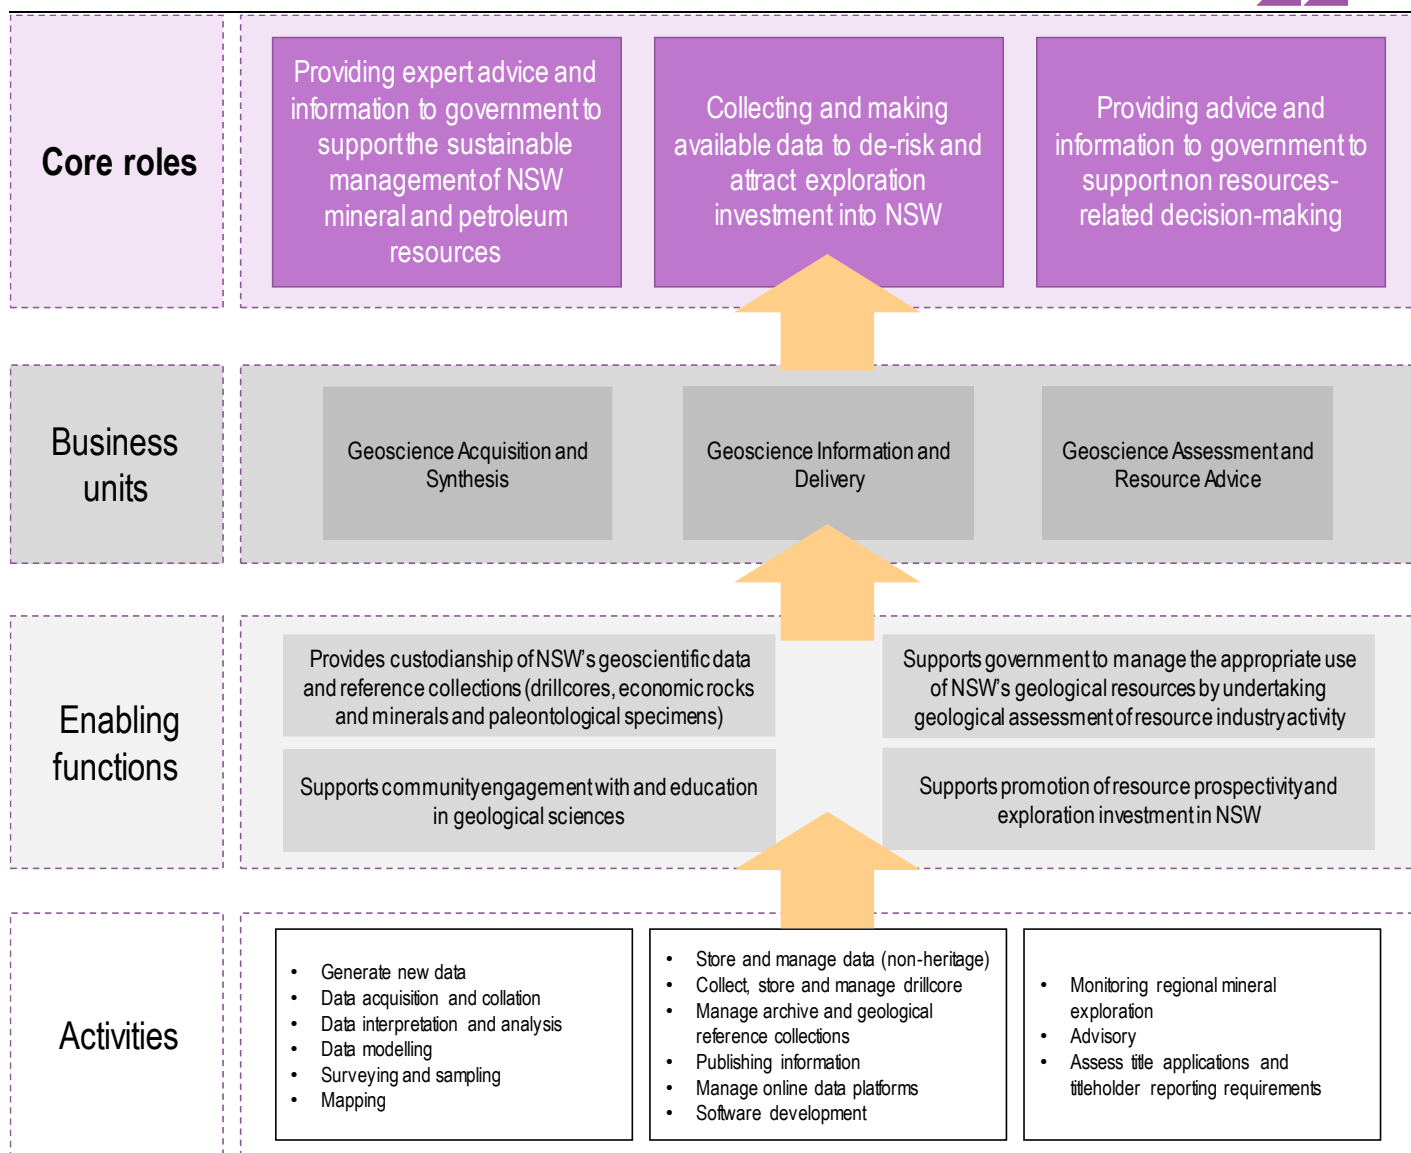 Core roles
Providing expert advice and
information to government to
support the sustainable
management of NSW
mineral and petroleum
resources
Collecting and making
available data to de-risk and
attract exploration
investment into NSW
Providing advice and
information to government to
support non resources-
related decision-making
Business
units
Geoscience Acquisition and
Synthesis
Geoscience Information and
Delivery
Geoscience Assessment and
Resource Advice
Enabling
functions
Provides custodianship of NSW's geoscientific data
and reference collections (drillcores, economic rocks
and minerals and paleontological specimens)
Supports government to manage the appropriate use
of NSW's geological resources by undertaking
geological assessment of resource industry activity
Supports community engagement with and education
in geological sciences
Supports promotion of resource prospectivity and
exploration investment in NSW
Activities
• Generate new data
• Data acquisition and collation
• Data interpretation and analysis
• Data modelling
• Surveying and sampling
• Mapping
• Store and manage data (non-heritage)
• Collect, store and manage drillcore
• Manage archive and geological
reference collections
• Publishing information
• Manage online data platforms
• Software development
• Monitoring regional mineral
exploration
• Advisory
• Assess title applications and
titleholder reporting requirements